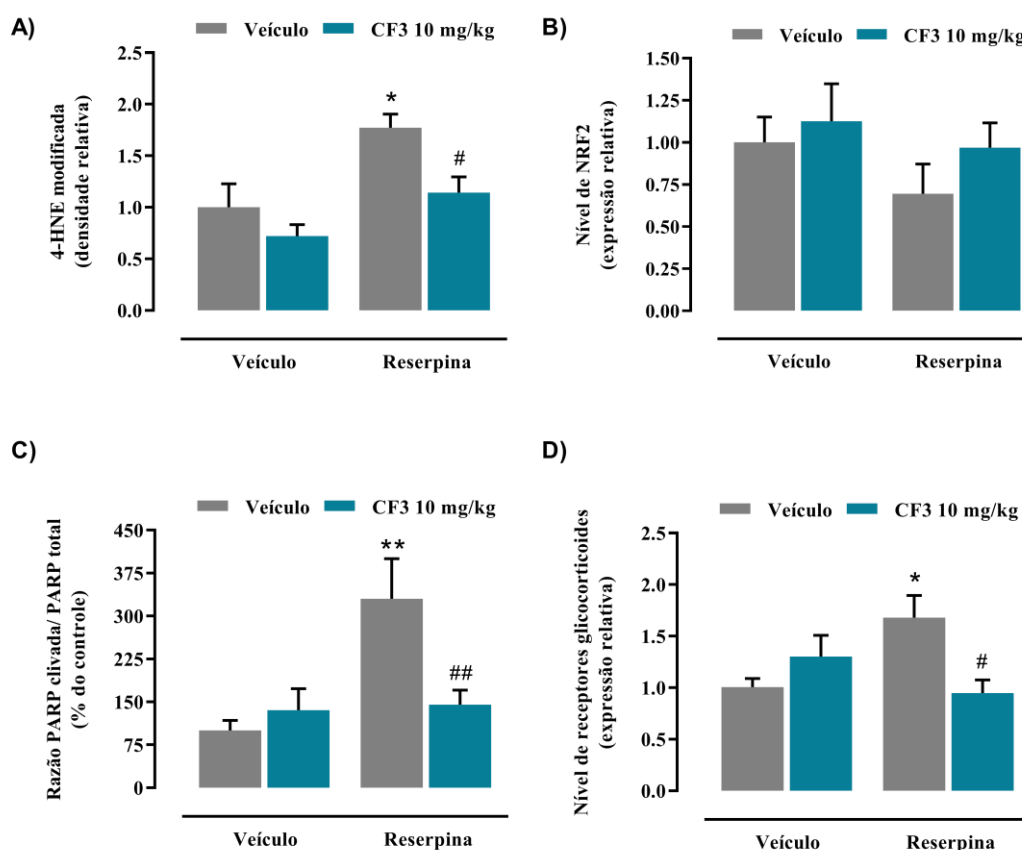 A)
Veículo
CF3 10 mg/kg
4-HNE modificada
(densidade relativa)
2.5
2.0
1.5
1.0
0.5
0.0
*
#
Veículo
Reserpina
B)
Veículo
CF3 10 mg/kg
Nível de NRF2
(expressão relativa)
1.50
1.25
1.00
0.75
0.50
0.25
0.00
Veículo
Reserpina
C)
Veículo
CF3 10 mg/kg
Razão PARP clivada/ PARP total
(% do controle)
450
375
300
225
150
75
0
**
##
Veículo
Reserpina
D)
Veículo
CF3 10 mg/kg
Nível de receptores glicocorticoides
(expressão relativa)
2.5
2.0
1.5
1.0
0.5
0.0
*
#
Veículo
Reserpina